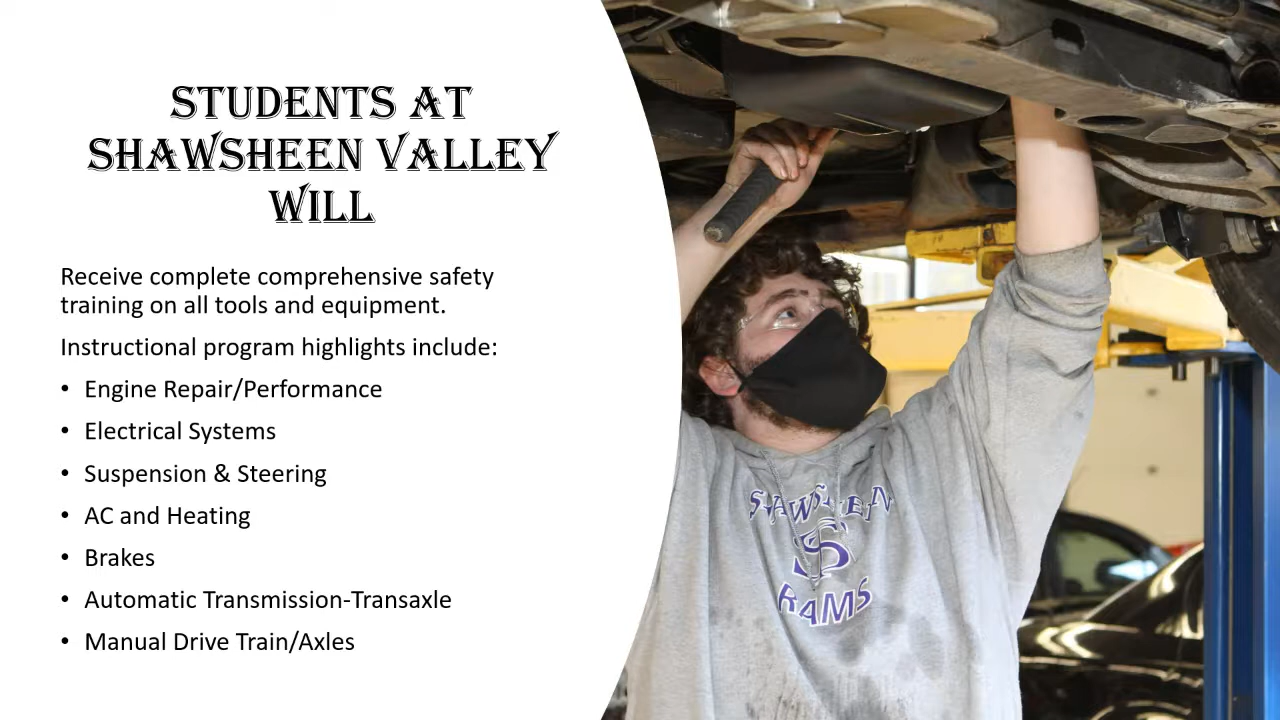 STUDENTS AT
SHAWSHEEN VALLEY
WILL
Receive complete comprehensive safety
training on all tools and equipment.
Instructional program highlights include:
• Engine Repair/Performance
• Electrical Systems
• Suspension & Steering
• AC and Heating
• Brakes
• Automatic Transmission-Transaxle
• Manual Drive Train/Axles
SHAWSHEEN
S
RAMS